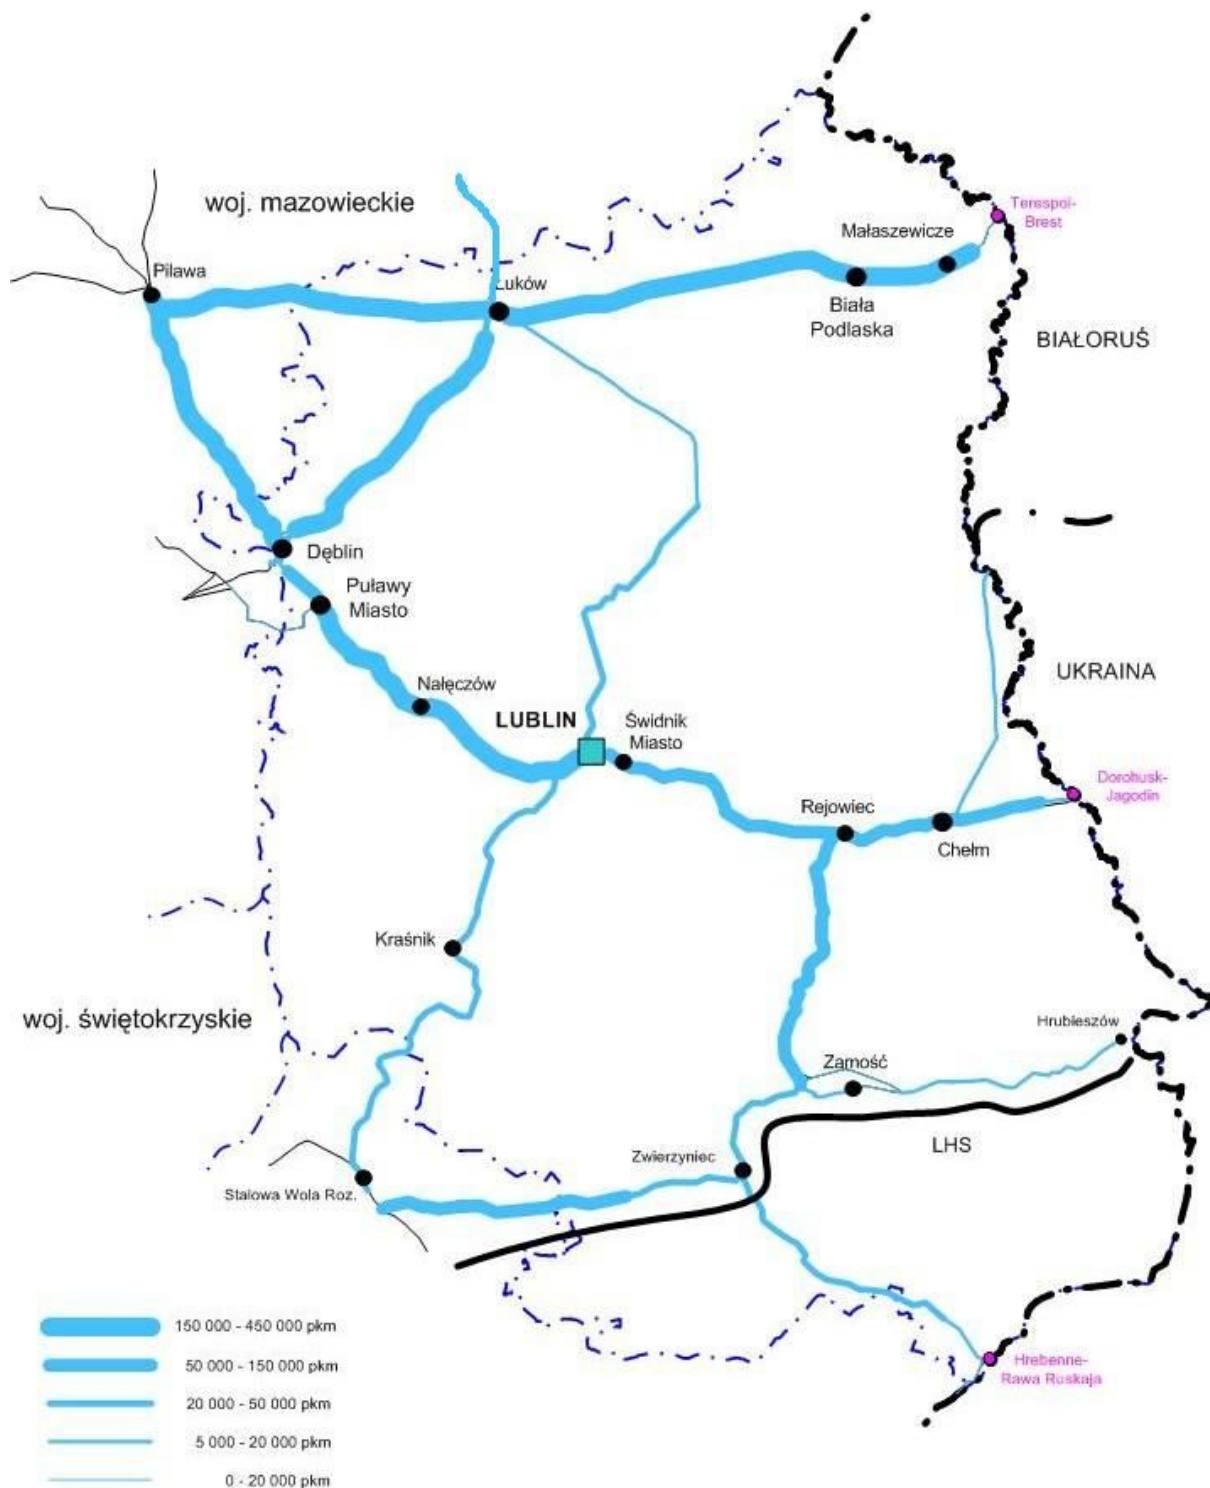 Terespol-
Brest
woj. mazowieckie
Małaszewicze
Pilawa
Łuków
Biała
Podlaska
BIAŁORUŚ
Dęblin
Puławy
Miasto
UKRAINA
Nałęczów
LUBLIN
Świdnik
Miasto
Dorohusk-
Jagodin
Rejowiec
Chełm
Kraśnik
woj. świętokrzyskie
Hrubieszów
Zamość
LHS
Zwierzyniec
Stalowa Wola Roz.
150 000 - 450 000 pkm
50 000 - 150 000 pkm
20 000 - 50 000 pkm
5 000 - 20 000 pkm
0 - 20 000 pkm
Hrebenne-
Rawa Ruskaja